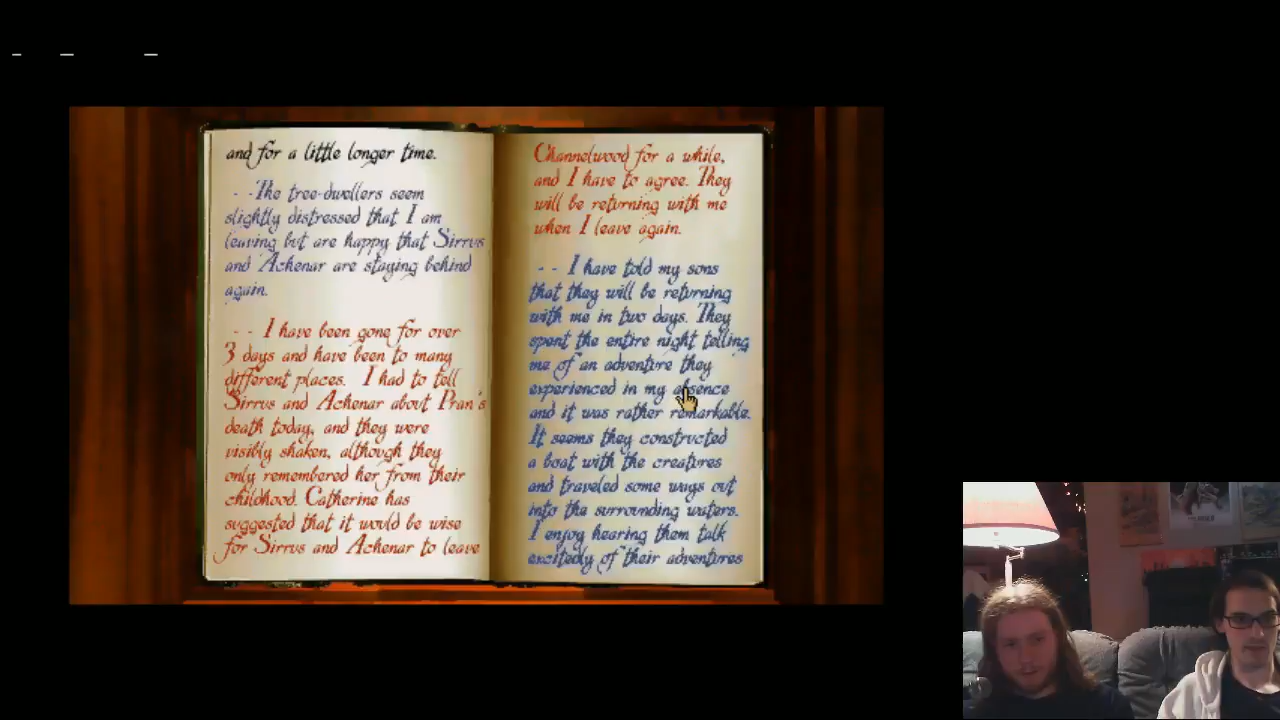 and for a little longer time.
- -The tree-dwellers seem
slightly distressed that I am
leaving but are happy that Sirrus
and Achenar are staying behind
again.
- - I have been gone for over
3 days and have been to many
different places. I had to tell
Sirrus and Achenar about Pran's
death today, and they were
visibly shaken, although they
only remembered her from their
childhood. Catherine has
suggested that it would be wise
for Sirrus and Achenar to leave
Channelwood for a while,
and I have to agree. They
will be returning with me
when I leave again.
- - I have told my sons
that they will be returning
with me in two days. They
spent the entire night telling
me of an adventure they
experienced in my absence
and it was rather remarkable.
It seems they constructed
a boat with the creatures
and traveled some ways out
into the surrounding waters.
I enjoy hearing them talk
excitedly of their adventures